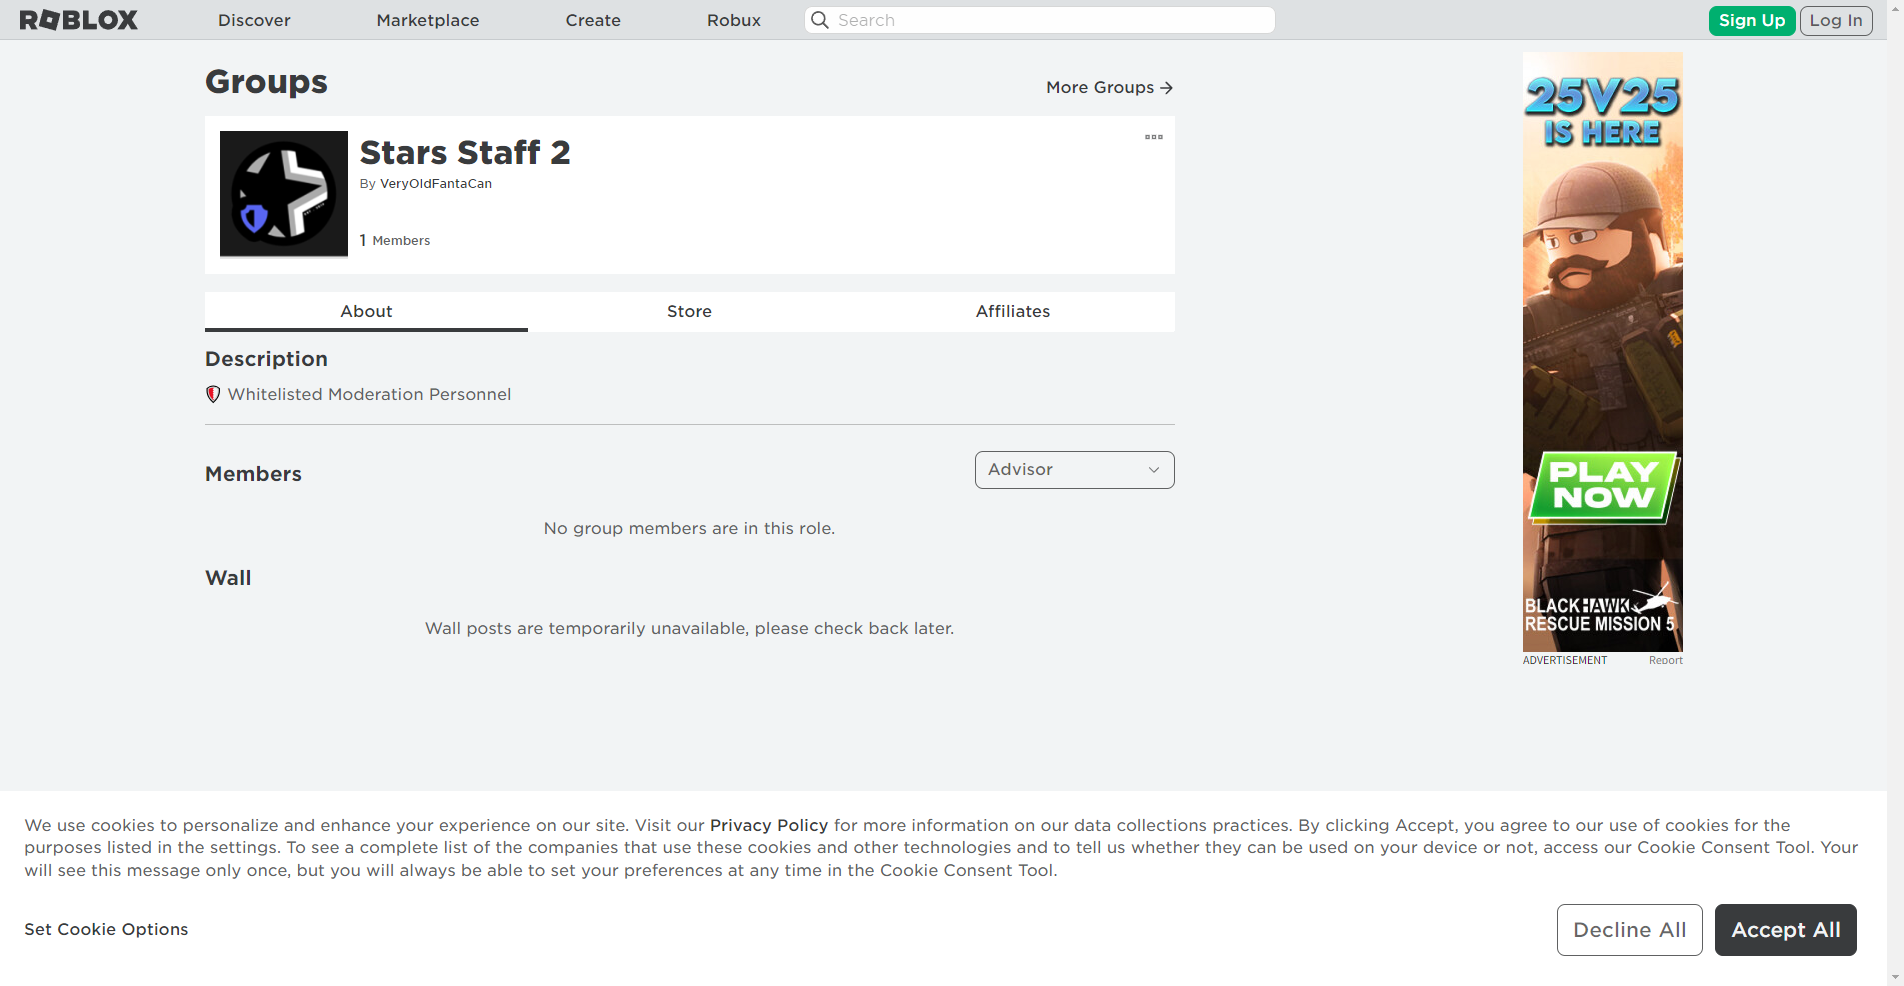 ROBLOX
Discover
Marketplace
Create
Robux
Search
Sign Up
Log In
Groups
More Groups →
Stars Staff 2
By VeryOldFantaCan
1 Members
About
Store
Affiliates
Description
Whitelisted Moderation Personnel
Members
Advisor
No group members are in this role.
Wall
Wall posts are temporarily unavailable, please check back later.
25V25
IS HERE
PLAY
NOW
BLACKHAWK
RESCUE MISSION 5
ADVERTISEMENT
Report
We use cookies to personalize and enhance your experience on our site. Visit our Privacy Policy for more information on our data collections practices. By clicking Accept, you agree to our use of cookies for the
purposes listed in the settings. To see a complete list of the companies that use these cookies and other technologies and to tell us whether they can be used on your device or not, access our Cookie Consent Tool. Your
will see this message only once, but you will always be able to set your preferences at any time in the Cookie Consent Tool.
Set Cookie Options
Decline All
Accept All